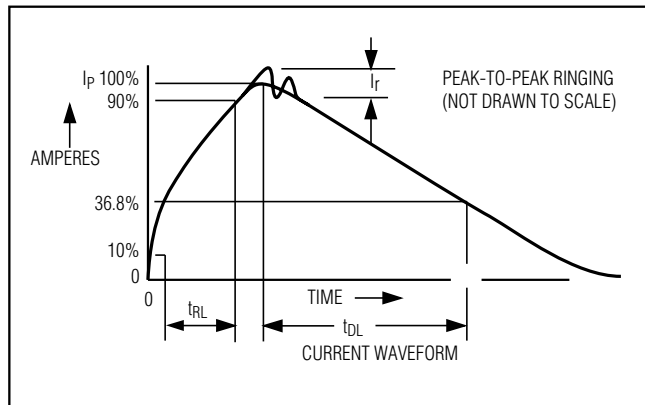 PEAK-TO-PEAK RINGING
(NOT DRAWN TO SCALE)
IP 100%
Ir
90%
AMPERES
36.8%
10%
0
0
TIME
tRL
tDL
CURRENT WAVEFORM